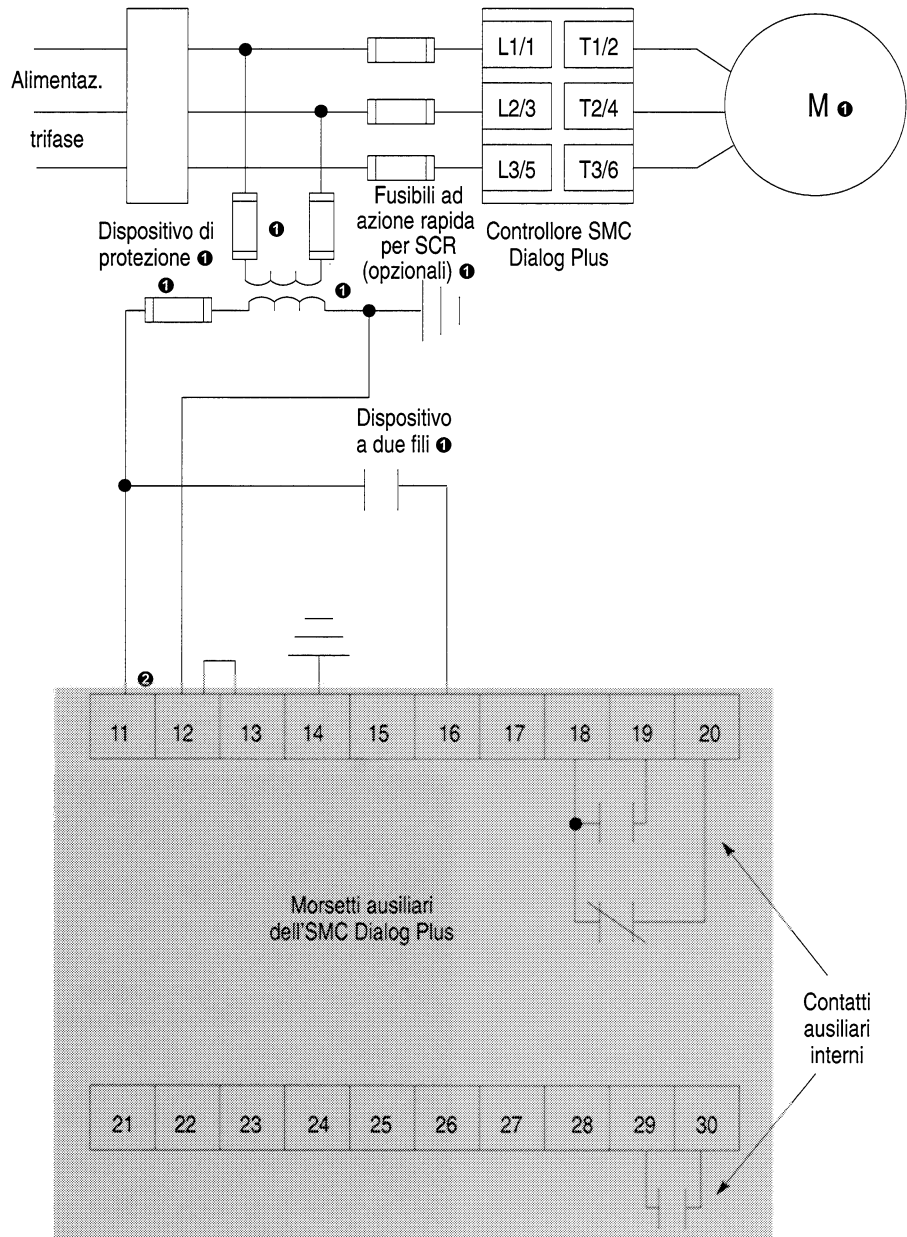 Alimentaz.
trifase
L1/1 T1/2
L2/3 T2/4
L3/5 T3/6
M ❶
Dispositivo di
protezione ❶
❶
❶
❶
Fusibili ad
azione rapida
per SCR
(opzionali) ❶
Controllore SMC
Dialog Plus
Dispositivo
a due fili ❶
❷
11 12 13 14 15 16 17 18 19 20
Morsetti ausiliari
dell'SMC Dialog Plus
Contatti
ausiliari
interni
21 22 23 24 25 26 27 28 29 30